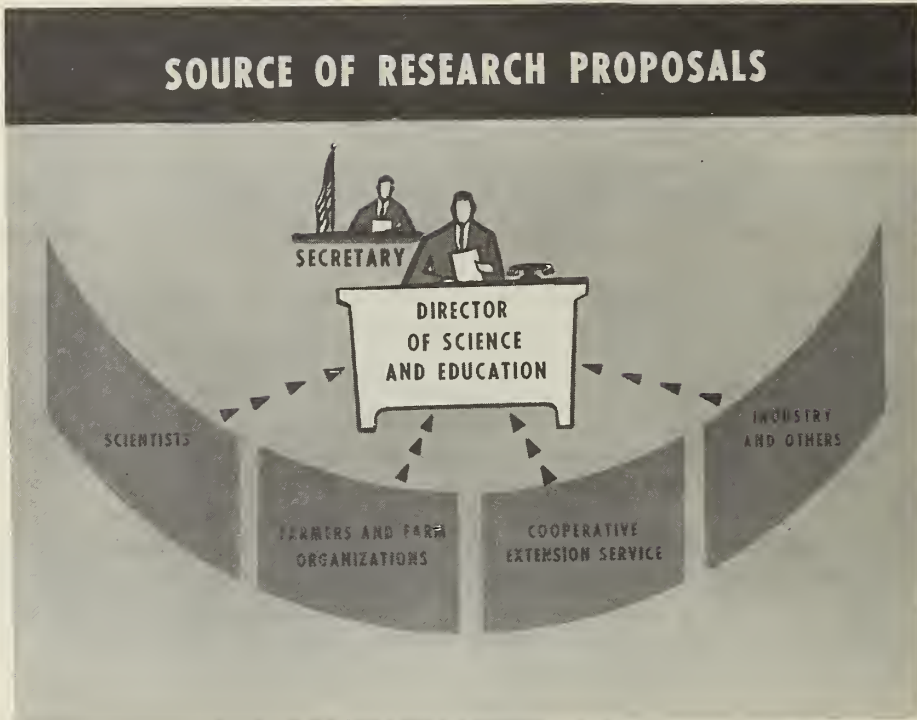 SOURCE OF RESEARCH PROPOSALS
SECRETARY
DIRECTOR
OF SCIENCE
AND EDUCATION
SCIENTISTS
INDUSTRY
AND OTHERS
FARMERS AND FARM
ORGANIZATIONS
COOPERATIVE
EXTENSION SERVICE